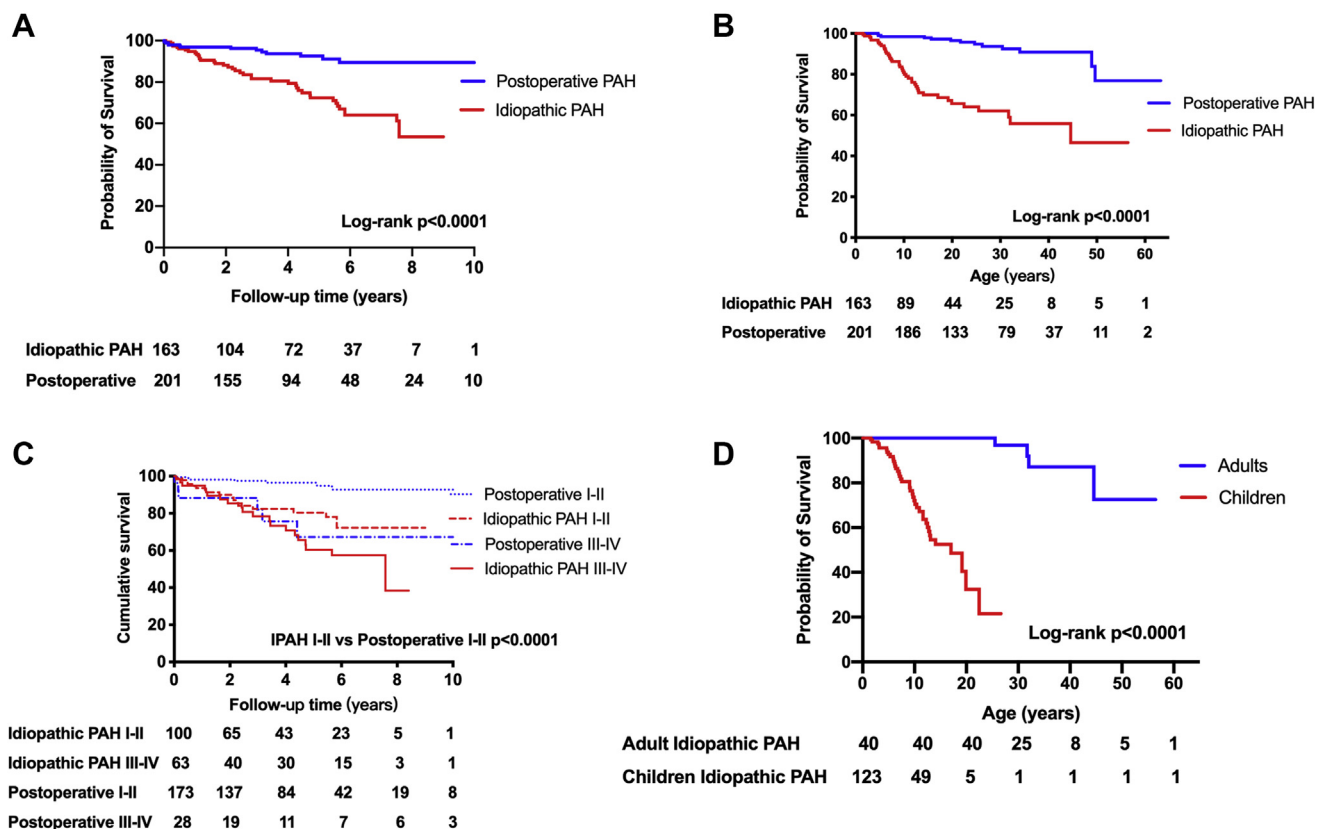 A
Probability of Survival
100
80
60
40
20
0
0 2 4 6 8 10
Follow-up time (years)
Postoperative PAH
Idiopathic PAH
Log-rank p<0.0001
Idiopathic PAH 163 104 72 37 7 1
Postoperative 201 155 94 48 24 10
B
Probability of Survival
100
80
60
40
20
0
0 10 20 30 40 50 60
Age (years)
Postoperative PAH
Idiopathic PAH
Log-rank p<0.0001
Idiopathic PAH 163 89 44 25 8 5 1
Postoperative 201 186 133 79 37 11 2
C
Cumulative survival
100
80
60
40
20
0
0 2 4 6 8 10
Follow-up time (years)
Postoperative I-II
Idiopathic PAH I-II
Postoperative III-IV
Idiopathic PAH III-IV
IPAH I-II vs Postoperative I-II p<0.0001
Idiopathic PAH I-II 100 65 43 23 5 1
Idiopathic PAH III-IV 63 40 30 15 3 1
Postoperative I-II 173 137 84 42 19 8
Postoperative III-IV 28 19 11 7 6 3
D
Probability of Survival
100
80
60
40
20
0
0 10 20 30 40 50 60
Age (years)
Adults
Children
Log-rank p<0.0001
Adult Idiopathic PAH 40 40 40 25 8 5 1
Children Idiopathic PAH 123 49 5 1 1 1 1